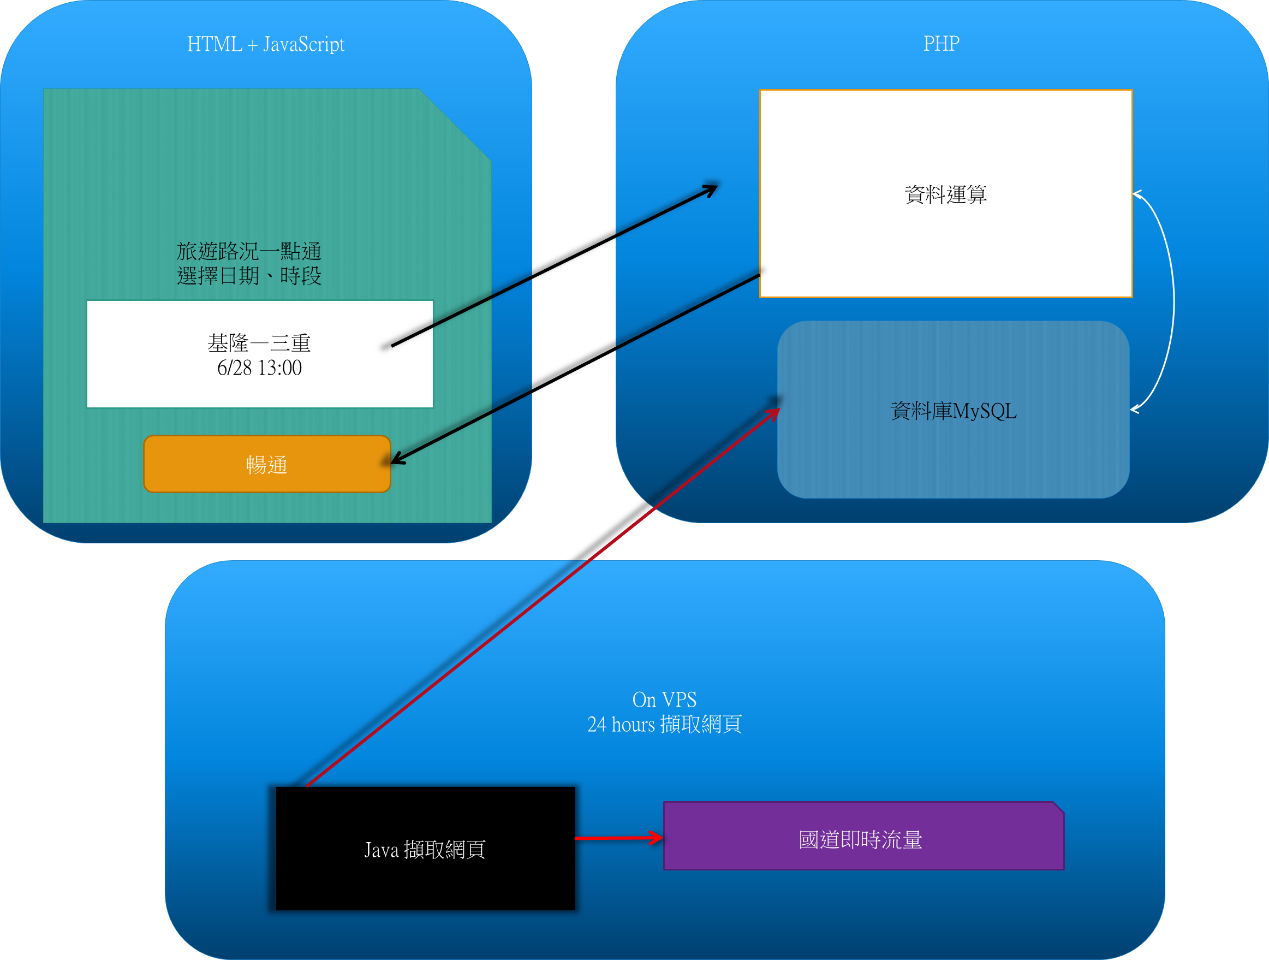 HTML + JavaScript
旅遊路況一點通
選擇日期、時段
基隆—三重
6/28 13:00
暢通
PHP
資料運算
資料庫MySQL
On VPS
24 hours 擷取網頁
Java 擷取網頁
國道即時流量